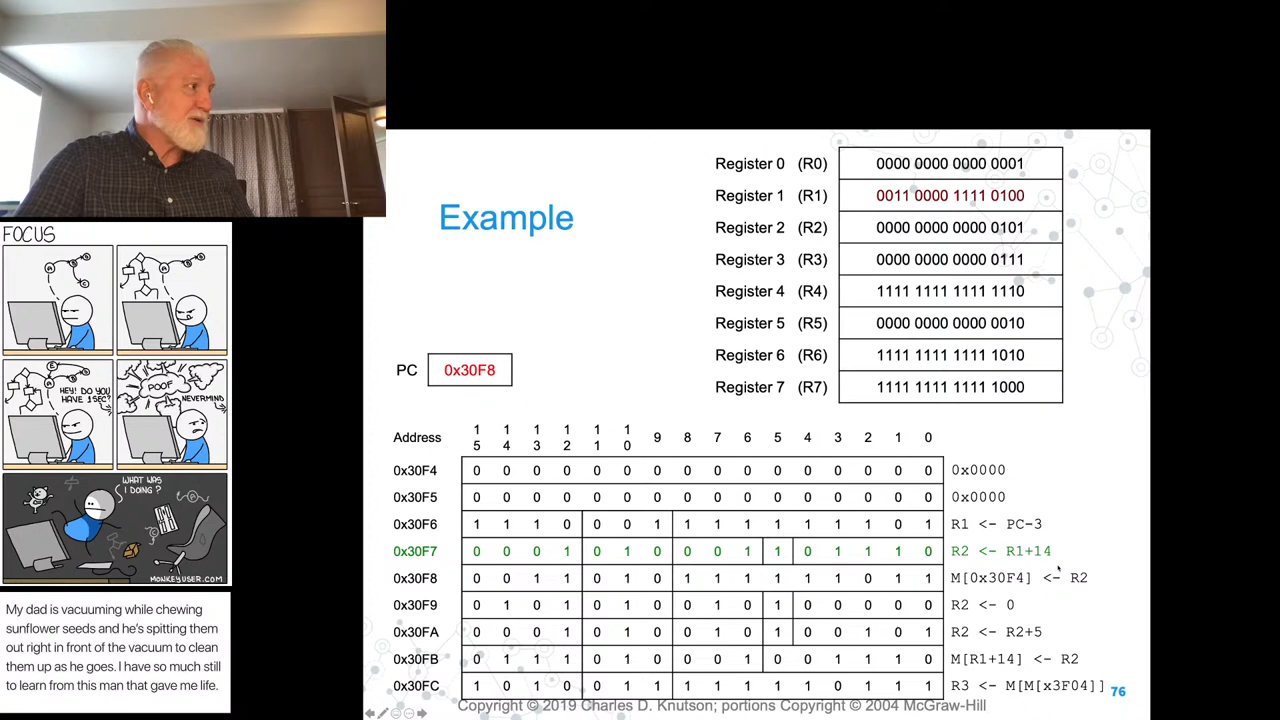 Example
Register 0 (R0) 0000 0000 0000 0001
Register 1 (R1) 0011 0000 1111 0100
Register 2 (R2) 0000 0000 0000 0101
Register 3 (R3) 0000 0000 0000 0111
Register 4 (R4) 1111 1111 1111 1110
Register 5 (R5) 0000 0000 0000 0010
Register 6 (R6) 1111 1111 1111 1010
Register 7 (R7) 1111 1111 1111 1000
PC 0x30F8
Address 15 14 13 12 11 10 9 8 7 6 5 4 3 2 1 0
0x30F4 0 0 0 0 0 0 0 0 0 0 0 0 0 0 0 0 0x0000
0x30F5 0 0 0 0 0 0 0 0 0 0 0 0 0 0 0 0 0x0000
0x30F6 1 1 1 0 0 0 1 1 1 1 1 1 1 1 0 1 R1 <- PC-3
0x30F7 0 0 0 1 0 1 0 0 0 1 1 0 1 1 1 0 R2 <- R1+14
0x30F8 0 0 1 1 0 1 0 1 1 1 1 1 1 0 1 1 M[0x30F4] <- R2
0x30F9 0 1 0 1 0 1 0 0 1 0 1 0 0 0 0 0 R2 <- 0
0x30FA 0 0 0 1 0 1 0 0 1 0 1 0 0 1 0 1 R2 <- R2+5
0x30FB 0 1 1 1 0 1 0 0 0 1 0 0 1 1 1 0 M[R1+14] <- R2
0x30FC 1 0 1 0 0 1 1 1 1 1 1 1 0 1 1 1 R3 <- M[M[x3F04]]
76
Copyright © 2019 Charles D. Knutson; portions Copyright © 2004 McGraw-Hill
FOCUS
HEY! DO YOU
HAVE 1 SEC?
POOF
NEVERMIND
WHAT WAS
I DOING?
MONKEYUSER.COM
My dad is vacuuming while chewing
sunflower seeds and he's spitting them
out right in front of the vacuum to clean
them up as he goes. I have so much still
to learn from this man that gave me life.